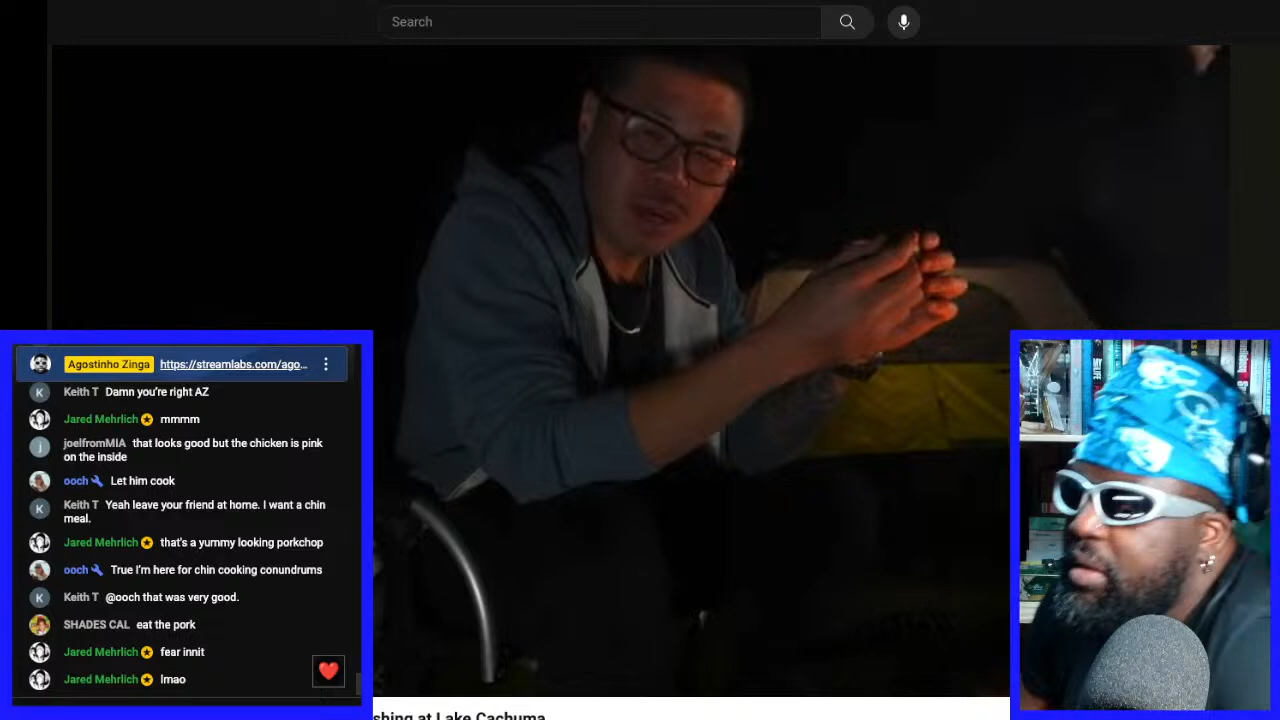 Search
Agostinho Zinga https://streamlabs.com/ago...
K Keith T Damn you're right AZ
Jared Mehrlich mmmm
j joelfromMIA that looks good but the chicken is pink
on the inside
ooch Let him cook
K Keith T Yeah leave your friend at home. I want a chin
meal.
Jared Mehrlich that's a yummy looking porkchop
ooch True I'm here for chin cooking conundrums
K Keith T @ooch that was very good.
SHADES CAL eat the pork
Jared Mehrlich fear innit
Jared Mehrlich lmao
shing at Lake Cachuma